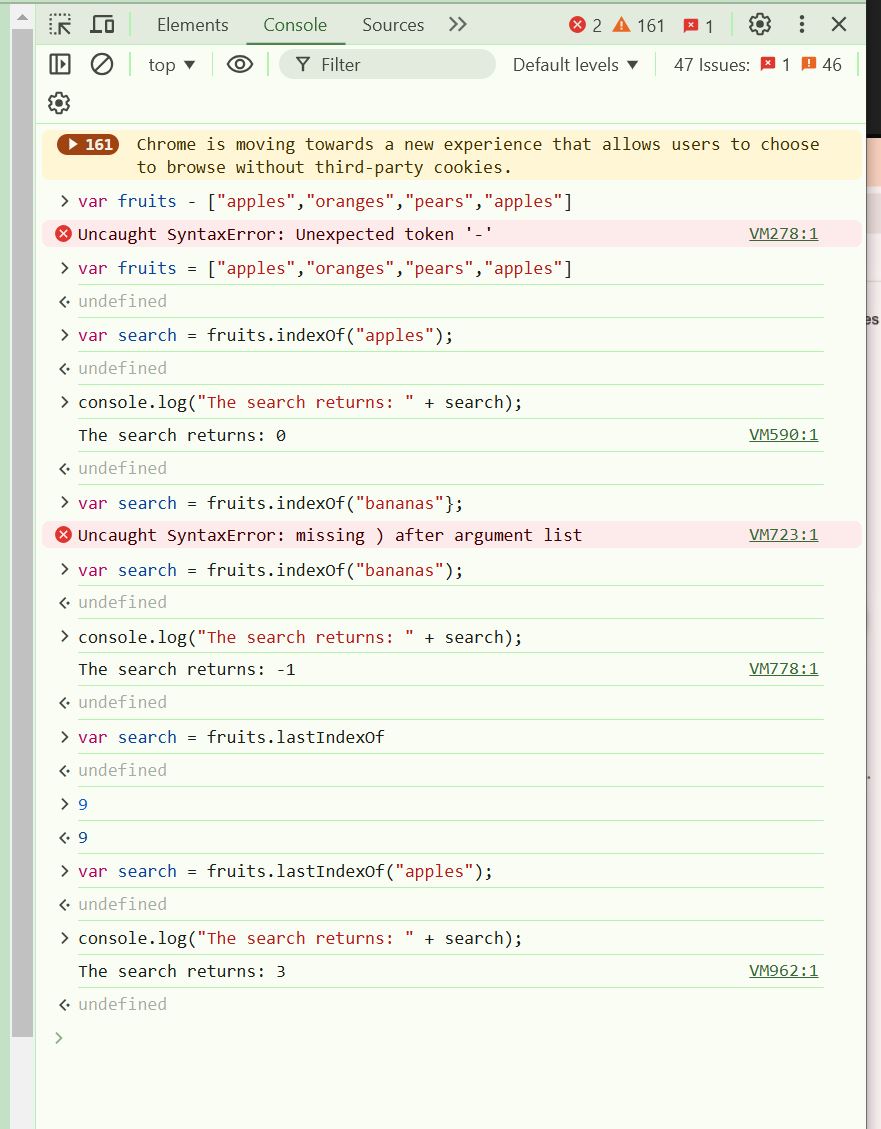 Elements Console Sources 2 161 1
top Filter Default levels 47 Issues: 1 46
161 Chrome is moving towards a new experience that allows users to choose
to browse without third-party cookies.
var fruits - ["apples","oranges","pears","apples"]
Uncaught SyntaxError: Unexpected token '-' VM278:1
var fruits = ["apples","oranges","pears","apples"]
undefined
var search = fruits.indexOf("apples");
undefined
console.log("The search returns: " + search);
The search returns: 0 VM590:1
undefined
var search = fruits.indexOf("bananas"};
Uncaught SyntaxError: missing ) after argument list VM723:1
var search = fruits.indexOf("bananas");
undefined
console.log("The search returns: " + search);
The search returns: -1 VM778:1
undefined
var search = fruits.lastIndexOf
undefined
9
9
var search = fruits.lastIndexOf("apples");
undefined
console.log("The search returns: " + search);
The search returns: 3 VM962:1
undefined